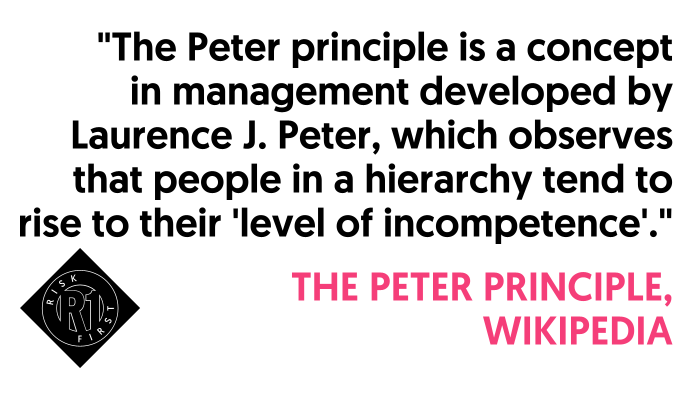 "The Peter principle is a concept
in management developed by
Laurence J. Peter, which observes
that people in a hierarchy tend to
rise to their 'level of incompetence'."
THE PETER PRINCIPLE,
WIKIPEDIA
RISK
R1
FIRST